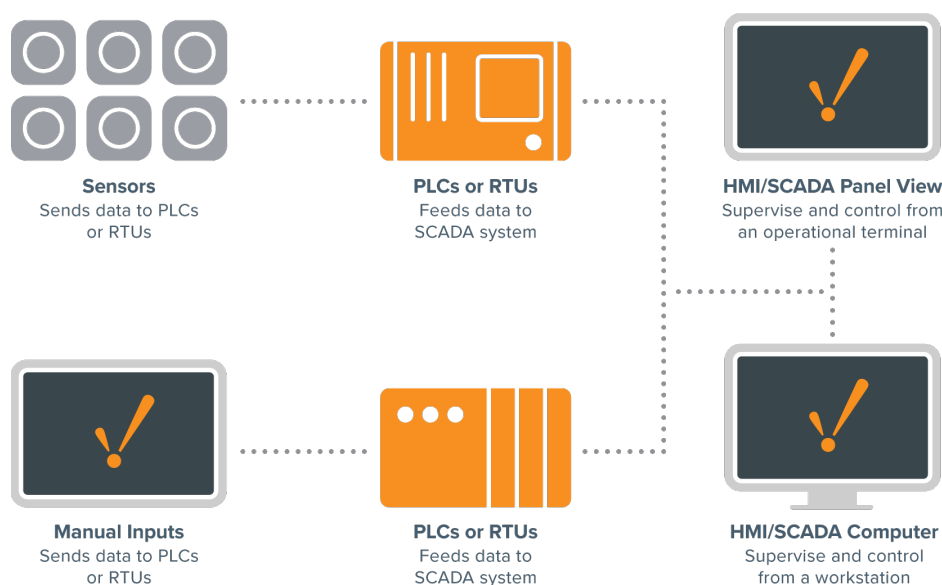 Sensors
Sends data to PLCs
or RTUs
PLCs or RTUs
Feeds data to
SCADA system
HMI/SCADA Panel View
Supervise and control from
an operational terminal
Manual Inputs
Sends data to PLCs
or RTUs
PLCs or RTUs
Feeds data to
SCADA system
HMI/SCADA Computer
Supervise and control
from a workstation